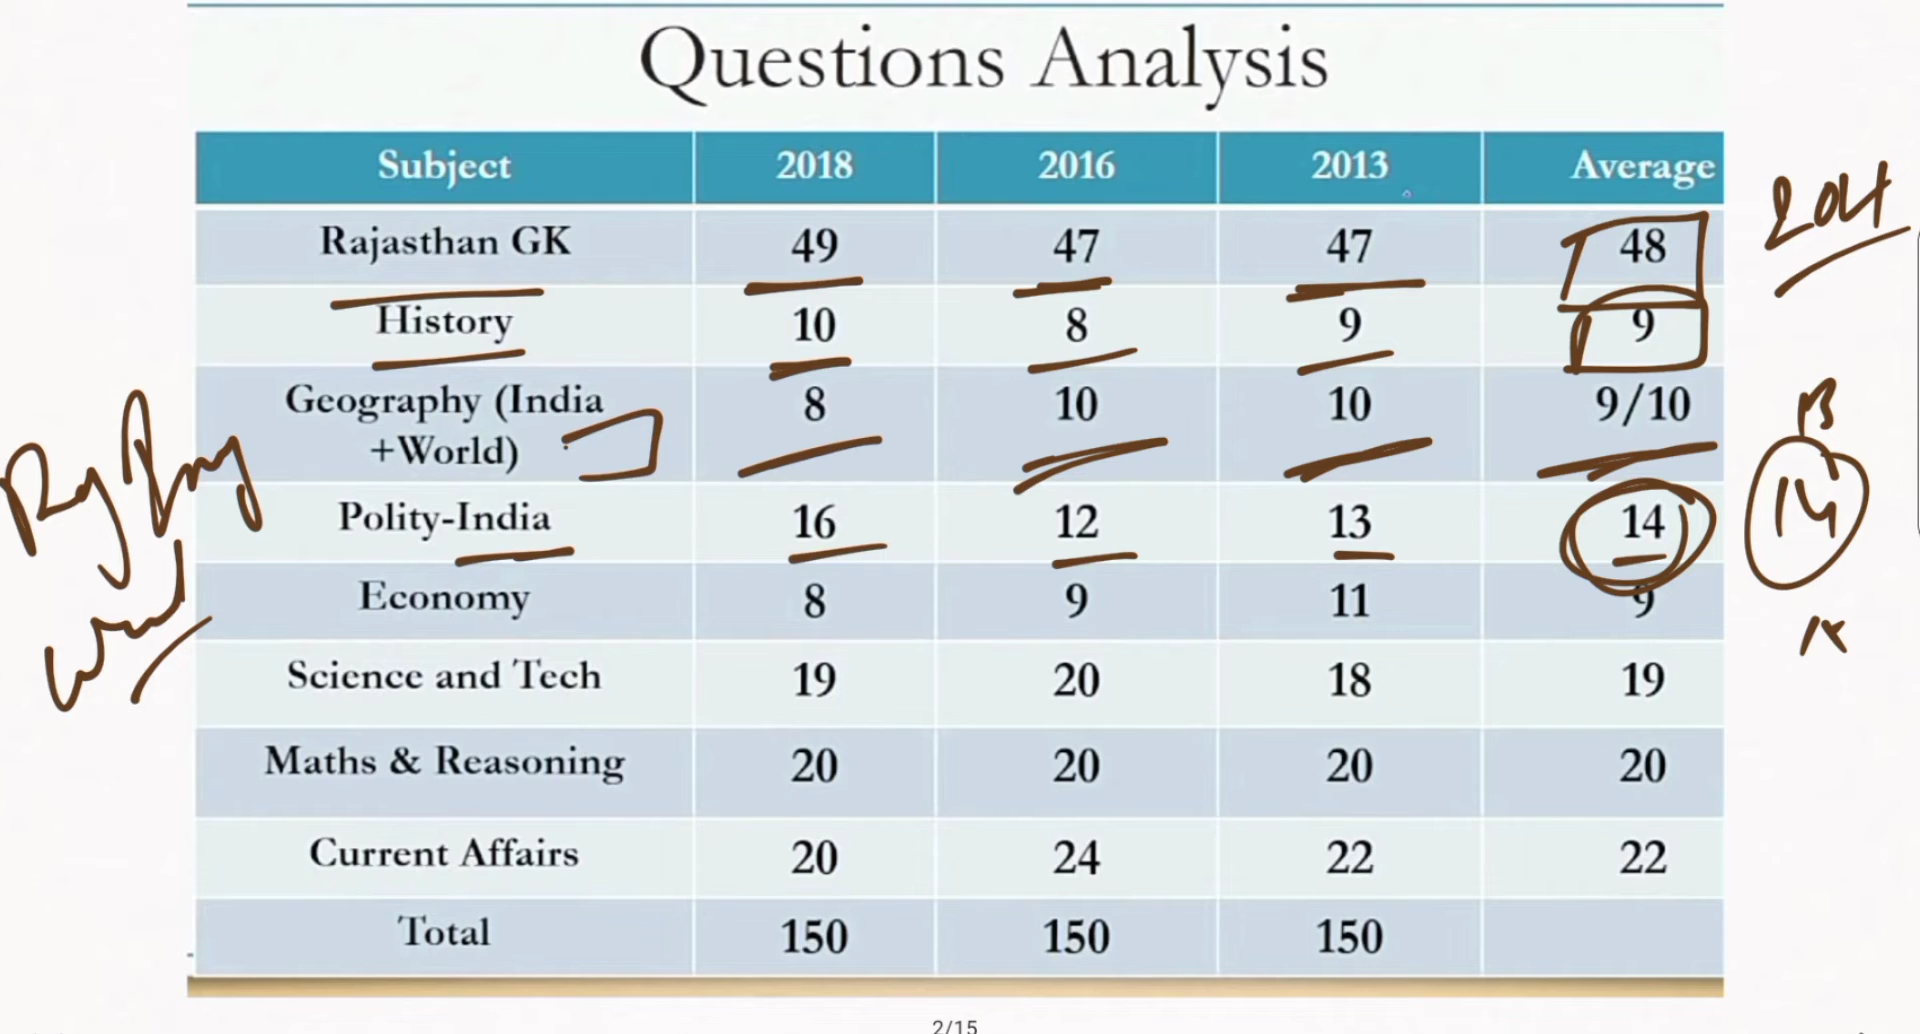 Questions Analysis
Subject 2018 2016 2013 Average
Rajasthan GK 49 47 47 48
History 10 8 9 9
Geography (India
+World) 8 10 10 9/10
Polity-India 16 12 13 14
Economy 8 9 11 9
Science and Tech 19 20 18 19
Maths & Reasoning 20 20 20 20
Current Affairs 20 24 22 22
Total 150 150 150
14
2/15